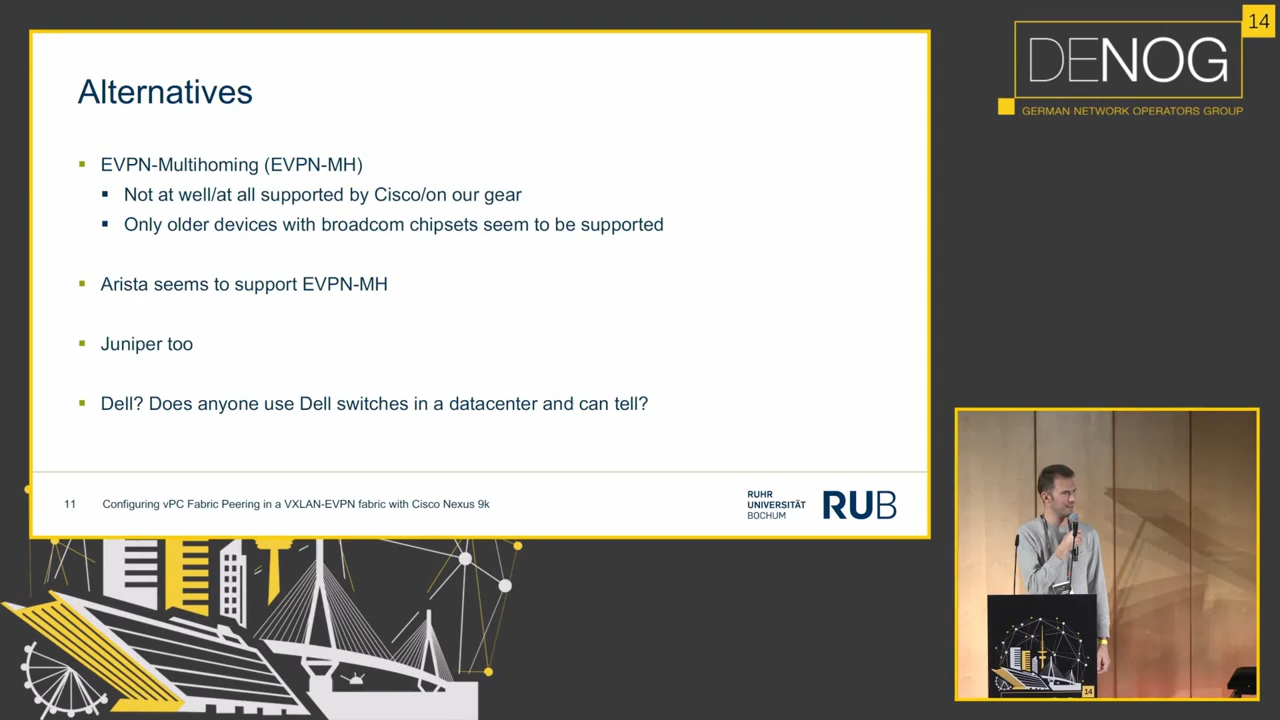 14
DENOG
GERMAN NETWORK OPERATORS GROUP
Alternatives
EVPN-Multihoming (EVPN-MH)
Not at well/at all supported by Cisco/on our gear
Only older devices with broadcom chipsets seem to be supported
Arista seems to support EVPN-MH
Juniper too
Dell? Does anyone use Dell switches in a datacenter and can tell?
11
Configuring vPC Fabric Peering in a VXLAN-EVPN fabric with Cisco Nexus 9k
RUHR
UNIVERSITÄT
BOCHUM
RUB
14